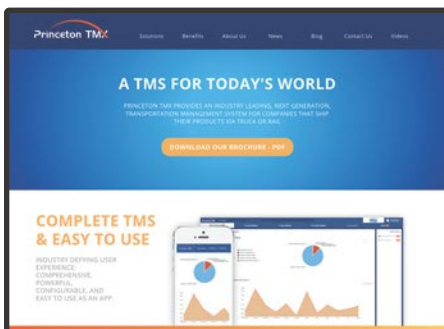 Princeton TMX
Solutions Benefits About Us News Blog Contact Us Videos
A TMS FOR TODAY'S WORLD
PRINCETON TMX PROVIDES AN INDUSTRY LEADING, NEXT GENERATION,
TRANSPORTATION MANAGEMENT SYSTEM FOR COMPANIES THAT SHIP
THEIR PRODUCTS VIA TRUCK OR RAIL
DOWNLOAD OUR BROCHURE - PDF
COMPLETE TMS
& EASY TO USE
INDUSTRY DEFYING USER
EXPERIENCE:
COMPREHENSIVE,
POWERFUL,
CONFIGURABLE, AND
EASY TO USE AS AN APP.